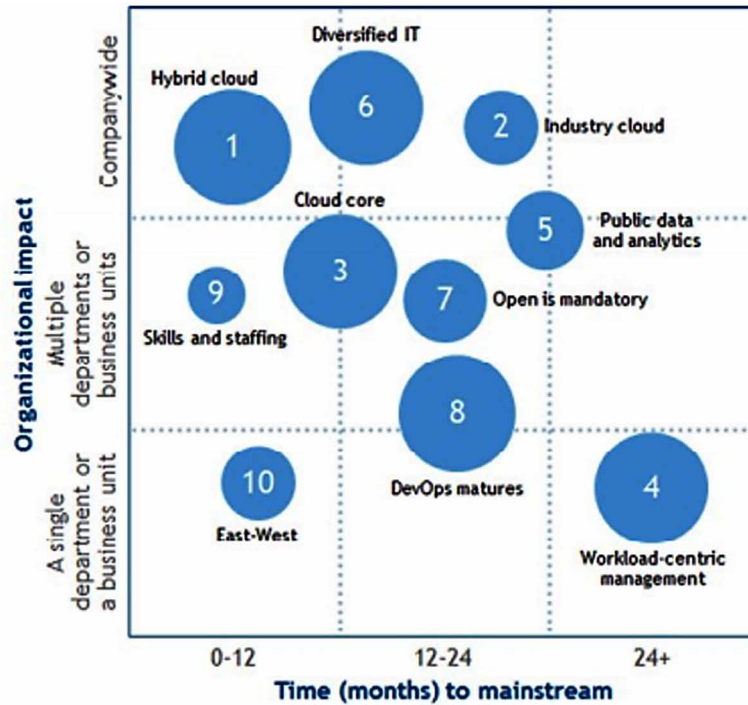 Diversified IT
Hybrid cloud
6
1
2
Industry cloud
Companywide
Cloud core
5
Public data
and analytics
3
9
7
Open is mandatory
Skills and staffing
Multiple
departments or
business units
Organizational impact
8
10
DevOps matures
4
East-West
Workload-centric
management
A single
department or
a business unit
0-12
12-24
24+
Time (months) to mainstream